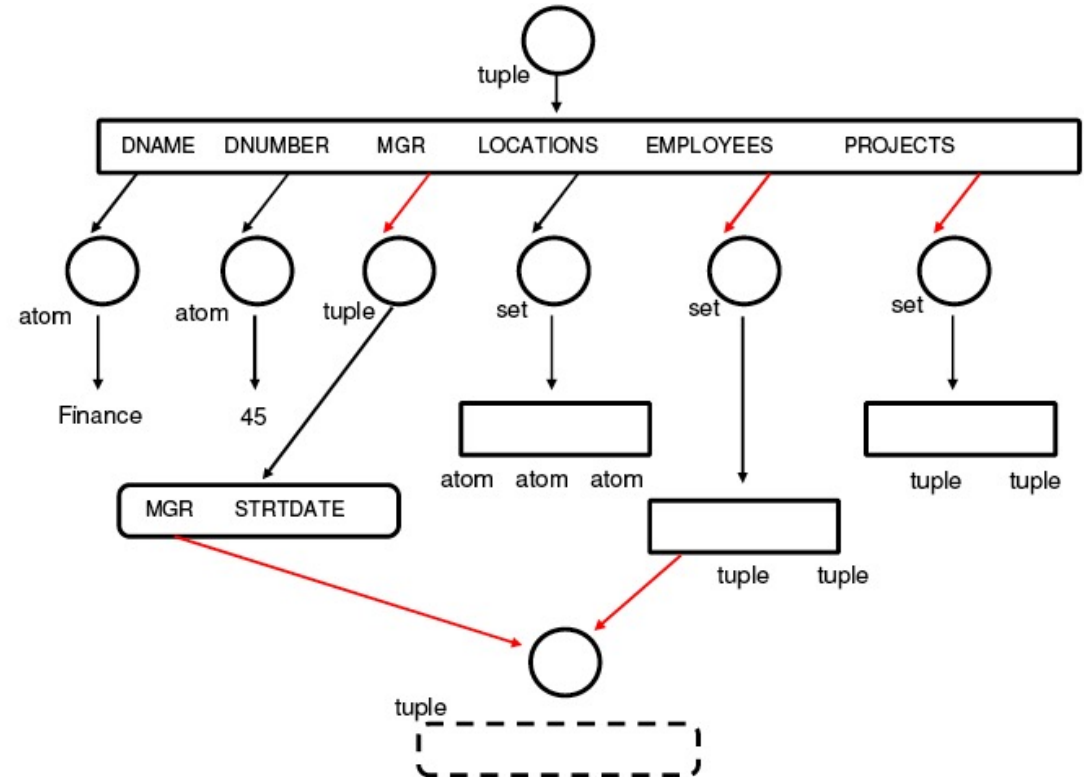 tuple
DNAME DNUMBER MGR LOCATIONS EMPLOYEES PROJECTS
atom atom tuple set set set
Finance 45
atom atom atom tuple tuple
MGR STRTDATE
tuple tuple
tuple